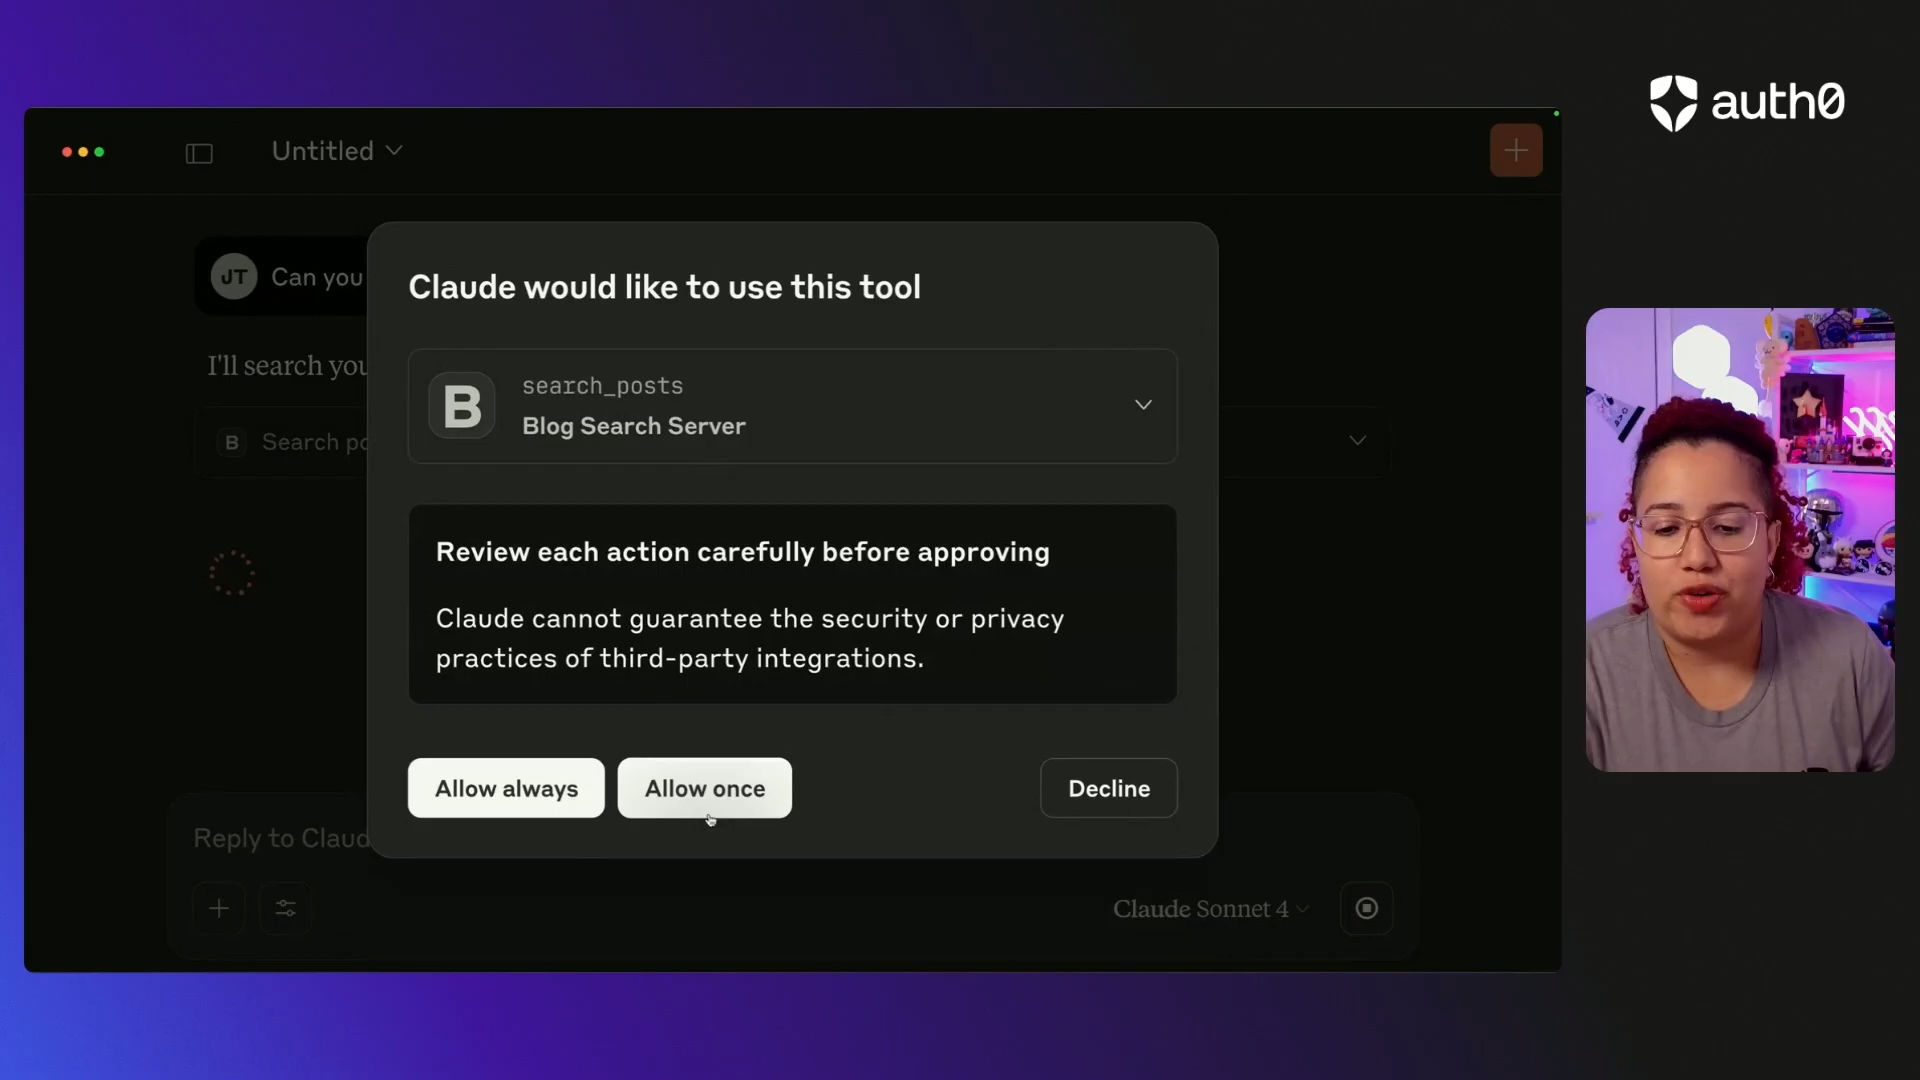 auth0
Untitled
JT Can you
I'll search you
B Search po
Claude would like to use this tool
B
search_posts
Blog Search Server
Review each action carefully before approving
Claude cannot guarantee the security or privacy
practices of third-party integrations.
Allow always
Allow once
Decline
Reply to Claud
Claude Sonnet 4